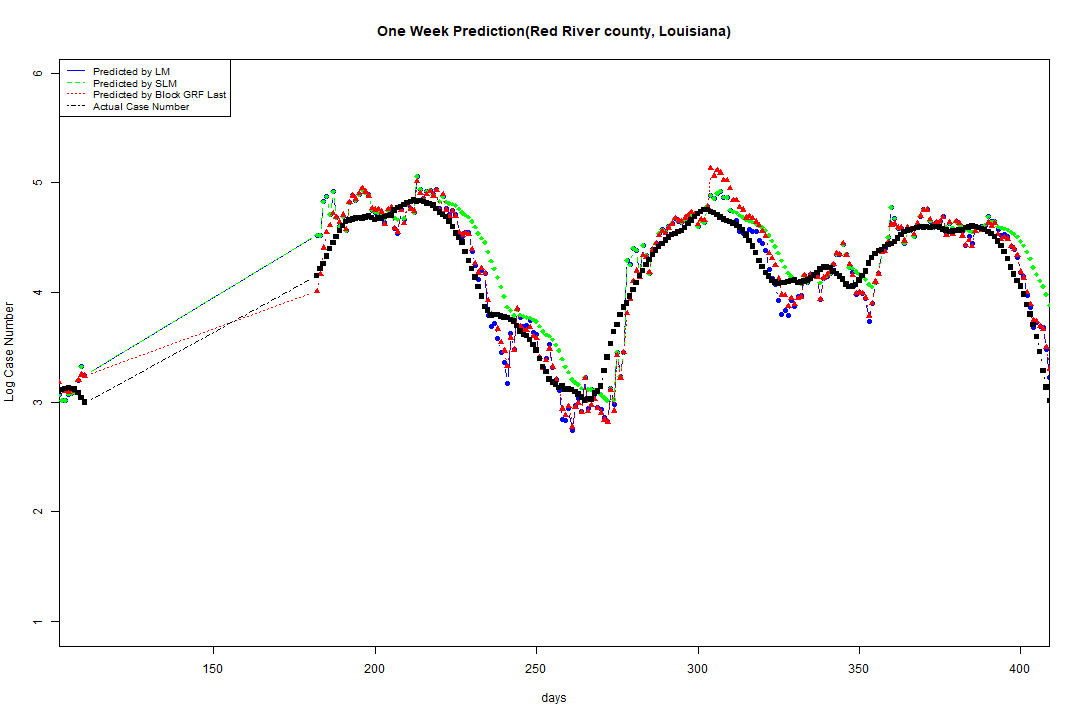 One Week Prediction(Red River county, Louisiana)
Predicted by LM
Predicted by SLM
Predicted by Block GRF Last
Actual Case Number
6
5
4
3
2
1
Log Case Number
150 200 250 300 350 400
days